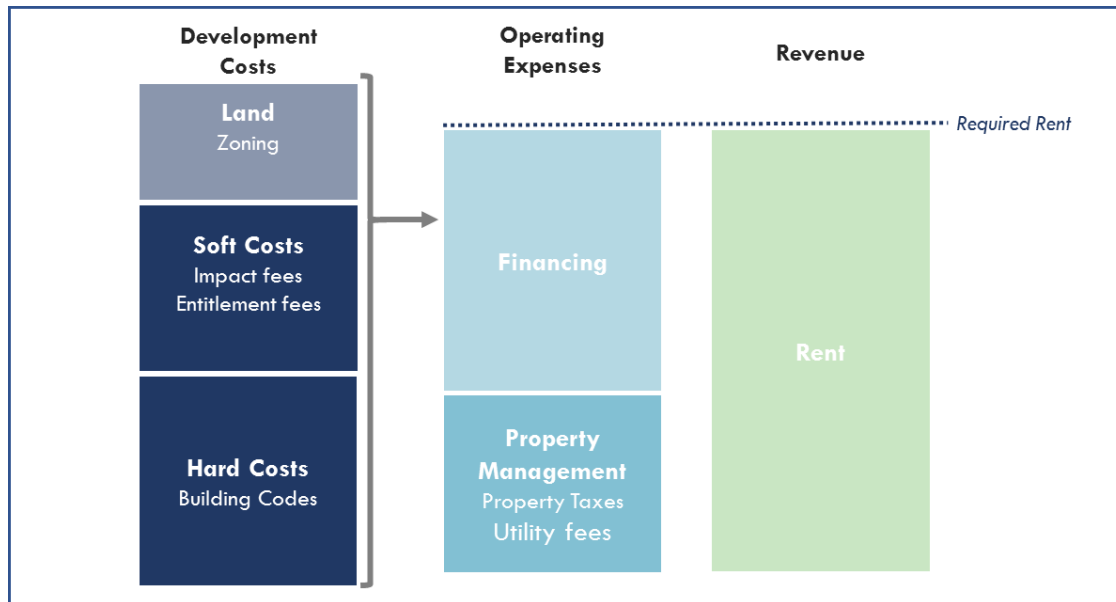 Development
Costs
Operating
Expenses
Revenue
Land
Zoning
Soft Costs
Impact fees
Entitlement fees
Hard Costs
Building Codes
Financing
Property
Management
Property Taxes
Utility fees
Rent
Required Rent